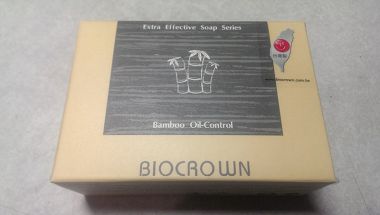 Extra Effective Soap Series
Bamboo Oil-Control
BIOCROWN